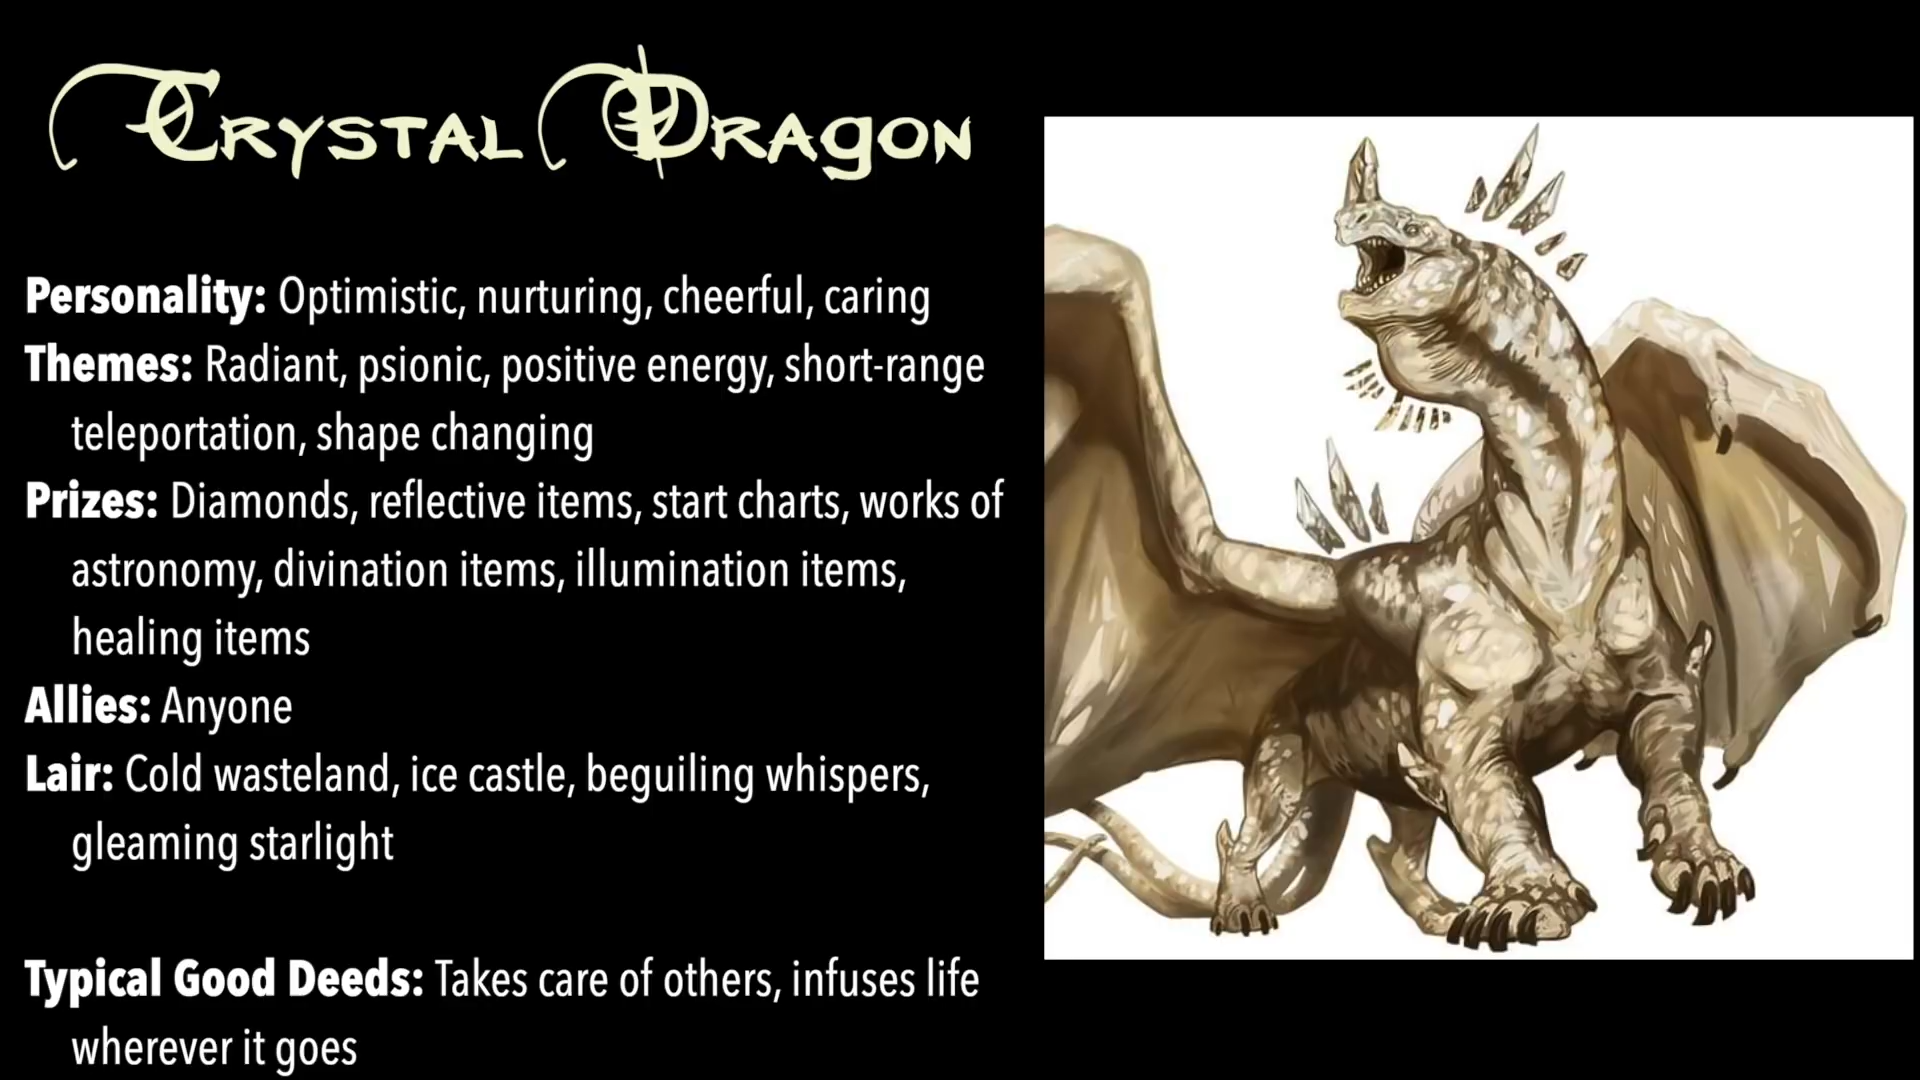 Crystal Dragon
Personality: Optimistic, nurturing, cheerful, caring
Themes: Radiant, psionic, positive energy, short-range
teleportation, shape changing
Prizes: Diamonds, reflective items, start charts, works of
astronomy, divination items, illumination items,
healing items
Allies: Anyone
Lair: Cold wasteland, ice castle, beguiling whispers,
gleaming starlight
Typical Good Deeds: Takes care of others, infuses life
wherever it goes